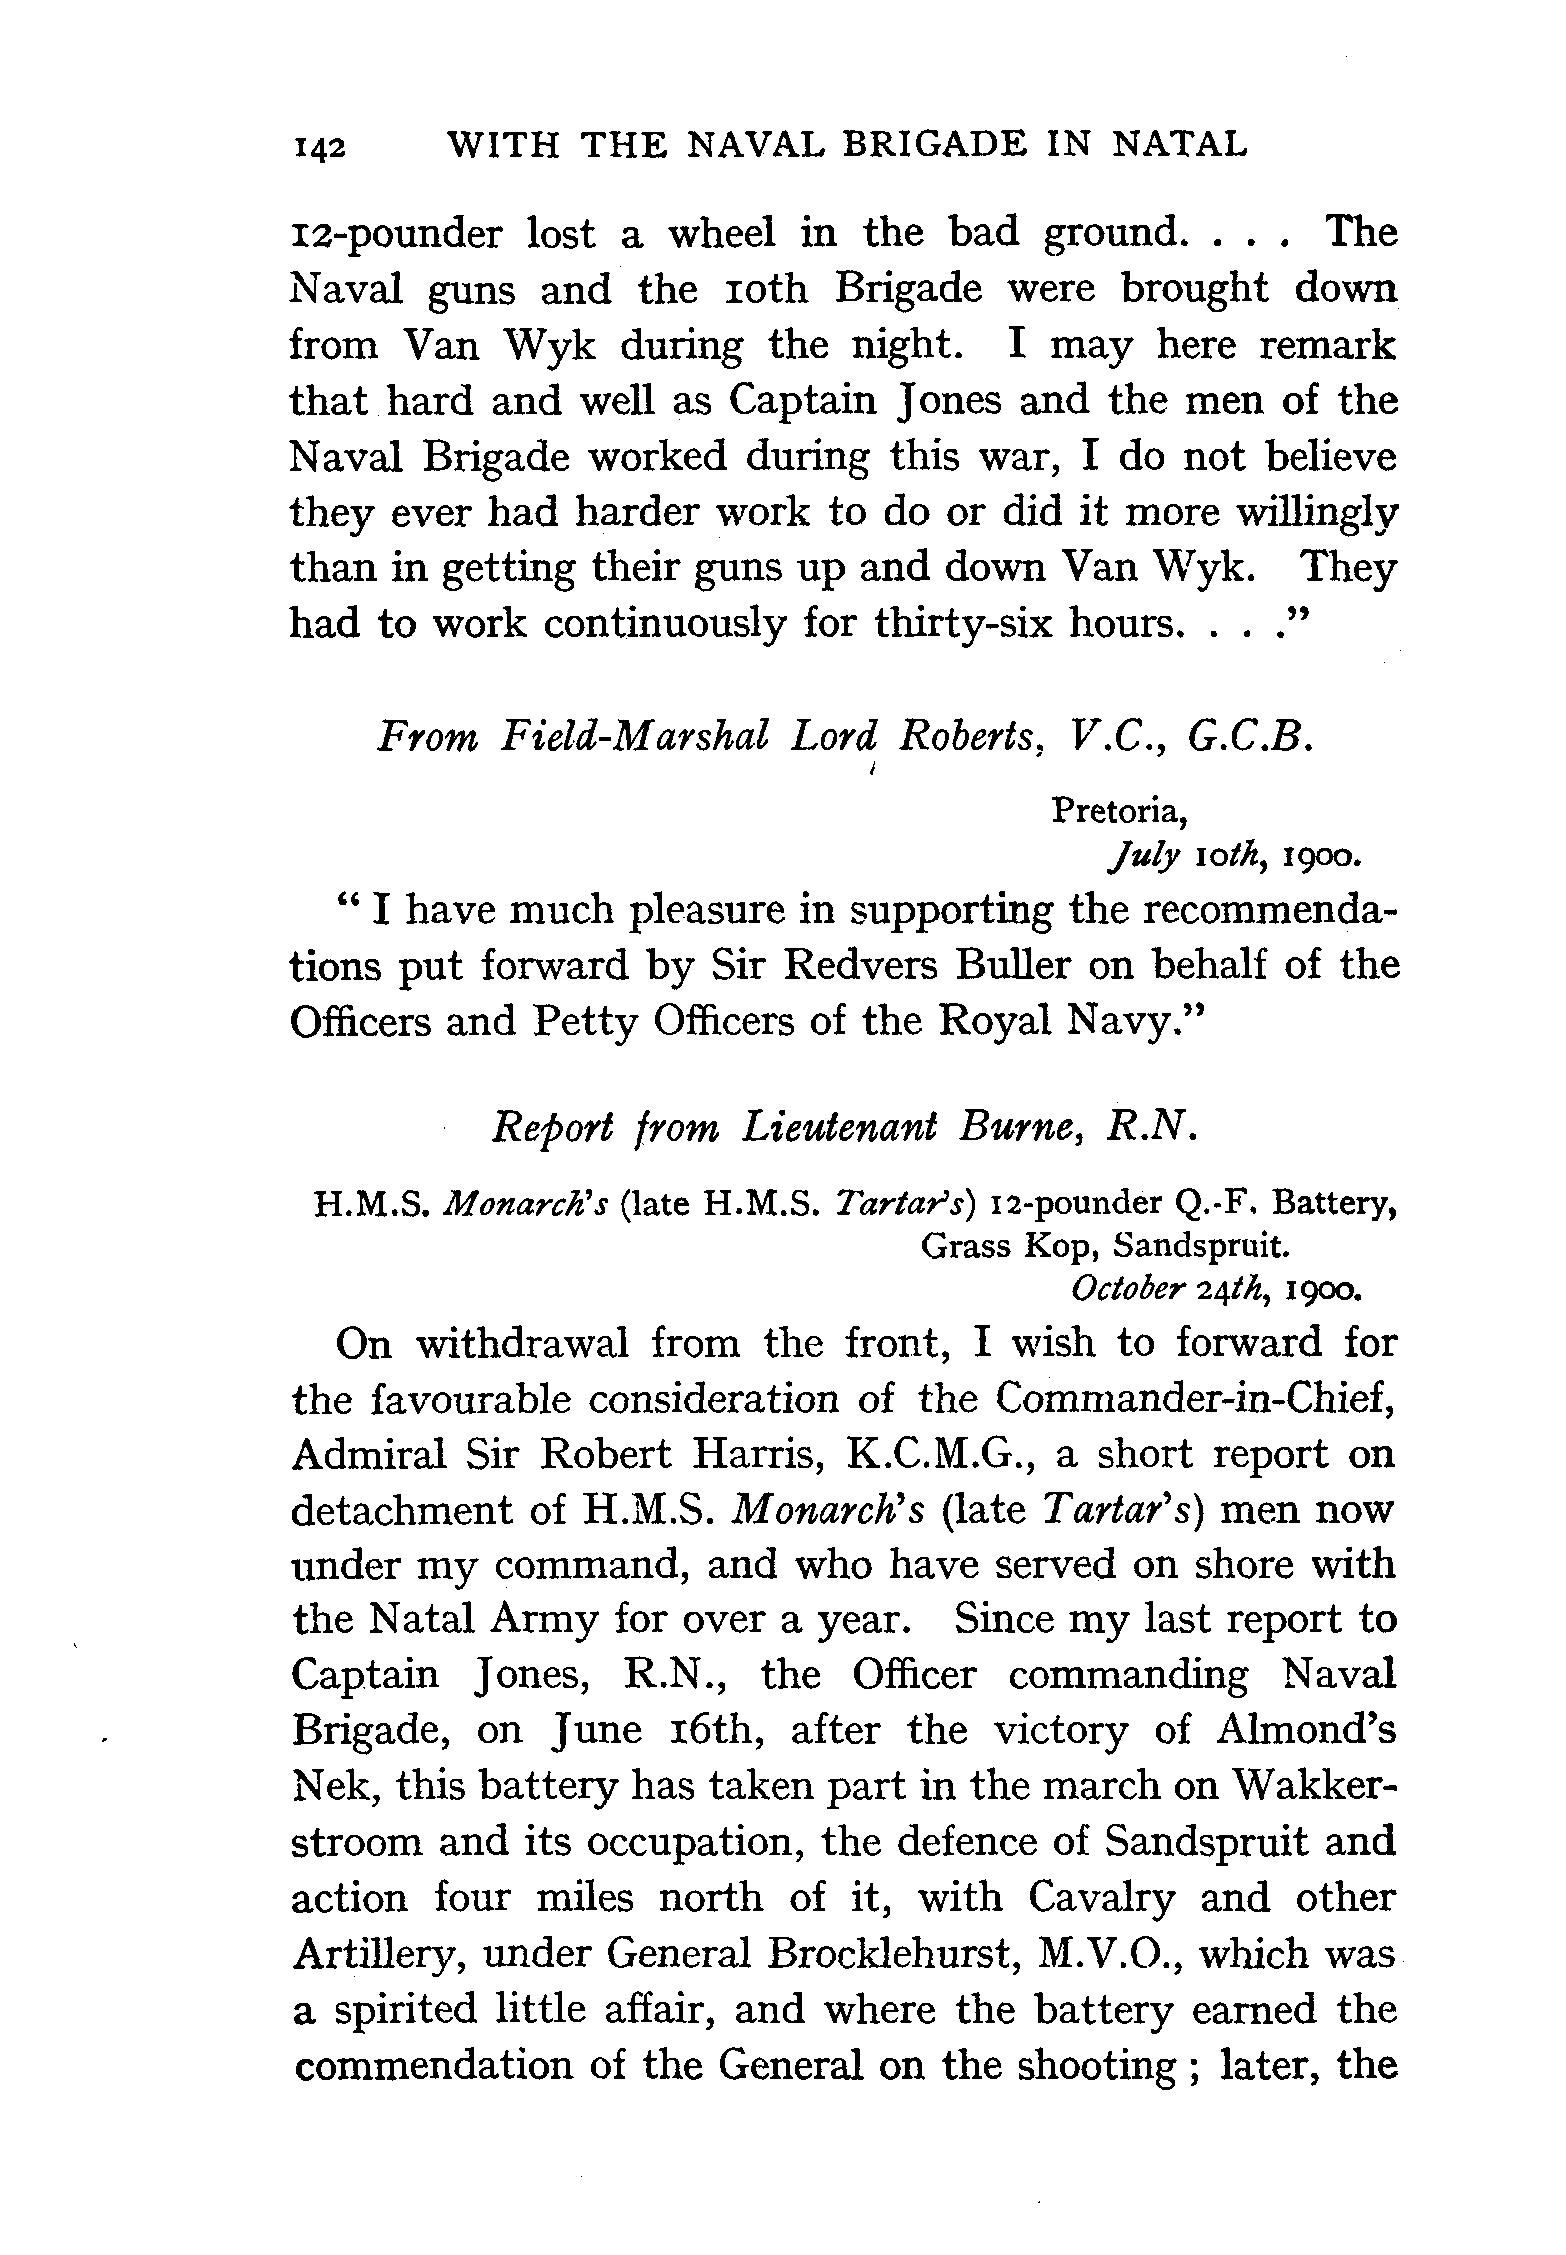 142 WITH THE NAVAL BRIGADE IN NATAL
12-pounder lost a wheel in the bad ground. . . . The
Naval guns and the 10th Brigade were brought down
from Van Wyk during the night. I may here remark
that hard and well as Captain Jones and the men of the
Naval Brigade worked during this war, I do not believe
they ever had harder work to do or did it more willingly
than in getting their guns up and down Van Wyk. They
had to work continuously for thirty-six hours. . . ."
From Field-Marshal Lord Roberts, V.C., G.C.B.
Pretoria,
July 10th, 1900.
" I have much pleasure in supporting the recommenda-
tions put forward by Sir Redvers Buller on behalf of the
Officers and Petty Officers of the Royal Navy."
Report from Lieutenant Burne, R.N.
H.M.S. Monarch's (late H.M.S. Tartar's) 12-pounder Q.-F. Battery,
Grass Kop, Sandspruit.
October 24th, 1900.
On withdrawal from the front, I wish to forward for
the favourable consideration of the Commander-in-Chief,
Admiral Sir Robert Harris, K.C.M.G., a short report on
detachment of H.M.S. Monarch's (late Tartar's) men now
under my command, and who have served on shore with
the Natal Army for over a year. Since my last report to
Captain Jones, R.N., the Officer commanding Naval
Brigade, on June 16th, after the victory of Almond's
Nek, this battery has taken part in the march on Wakker-
stroom and its occupation, the defence of Sandspruit and
action four miles north of it, with Cavalry and other
Artillery, under General Brocklehurst, M.V.O., which was
a spirited little affair, and where the battery earned the
commendation of the General on the shooting ; later, the